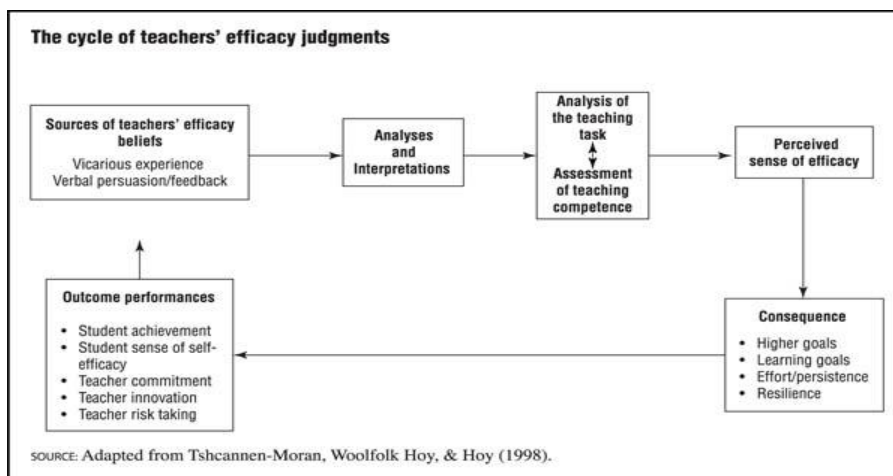 The cycle of teachers' efficacy judgments
Sources of teachers' efficacy
beliefs
Vicarious experience
Verbal persuasion/feedback
Analyses
and
Interpretations
Analysis of
the teaching
task
Assessment
of teaching
competence
Perceived
sense of efficacy
Consequence
• Higher goals
• Learning goals
• Effort/persistence
• Resilience
Outcome performances
• Student achievement
• Student sense of self-
efficacy
• Teacher commitment
• Teacher innovation
• Teacher risk taking
SOURCE: Adapted from Tshcannen-Moran, Woolfolk Hoy, & Hoy (1998).